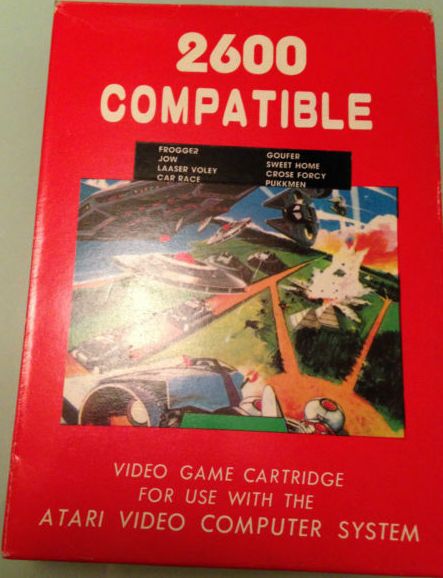 2600
COMPATIBLE
FROGGE2
JOW
LAASER VOLEY
CAR RACE
GOUFER
SWEET HOME
CROSE FORCY
PUKKMEN
VIDEO GAME CARTRIDGE
FOR USE WITH THE
ATARI VIDEO COMPUTER SYSTEM